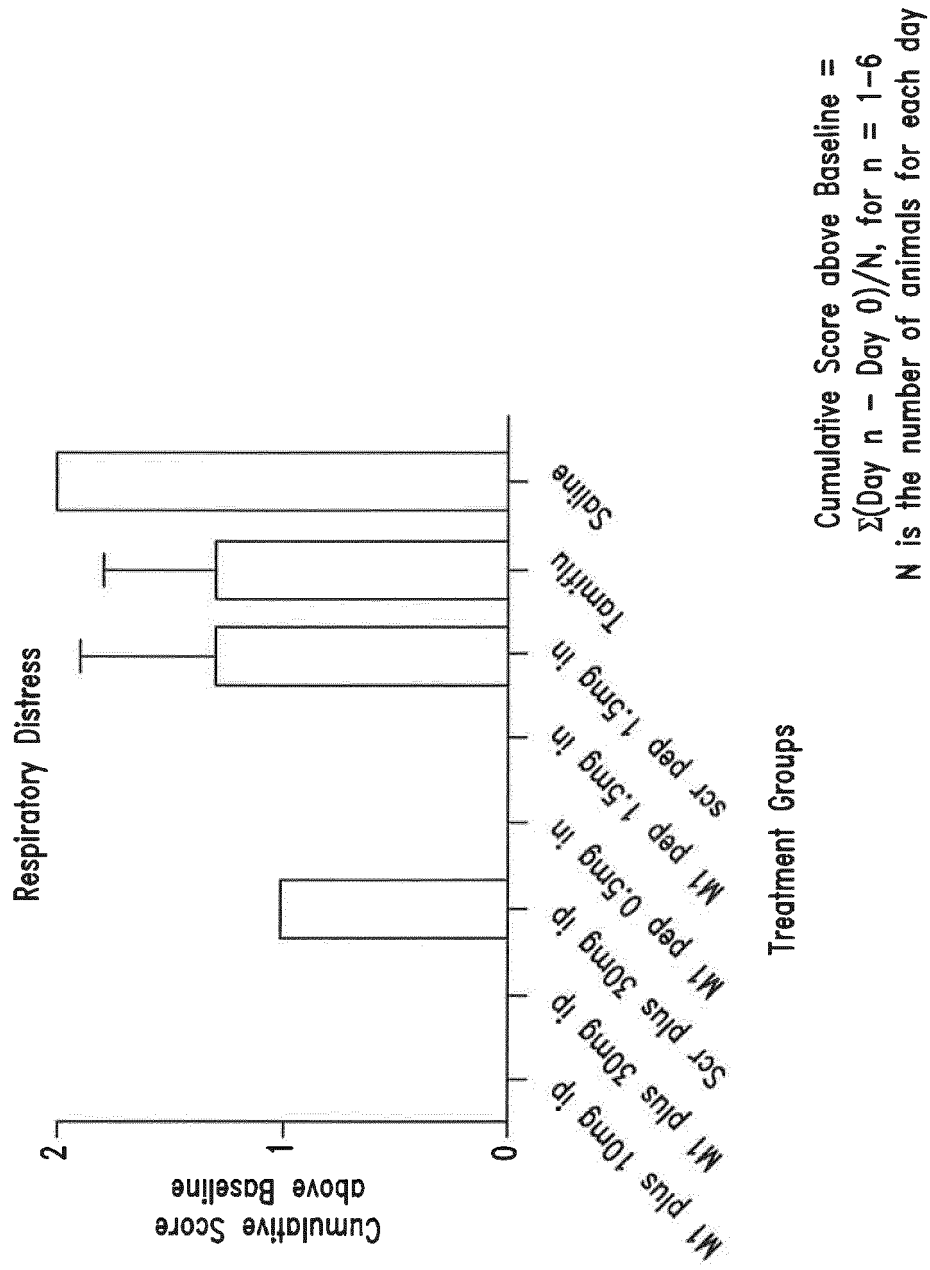 Respiratory Distress
Cumulative Score
above Baseline
2
1
0
M1 plus 10mg ip
M1 plus 30mg ip
Scr plus 30mg ip
M1 pep 0.5mg in
M1 pep 1.5mg in
scr pep 1.5mg in
Tamiflu
Saline
Treatment Groups
Cumulative Score above Baseline =
Σ(Day n − Day 0)/N, for n = 1−6
N is the number of animals for each day